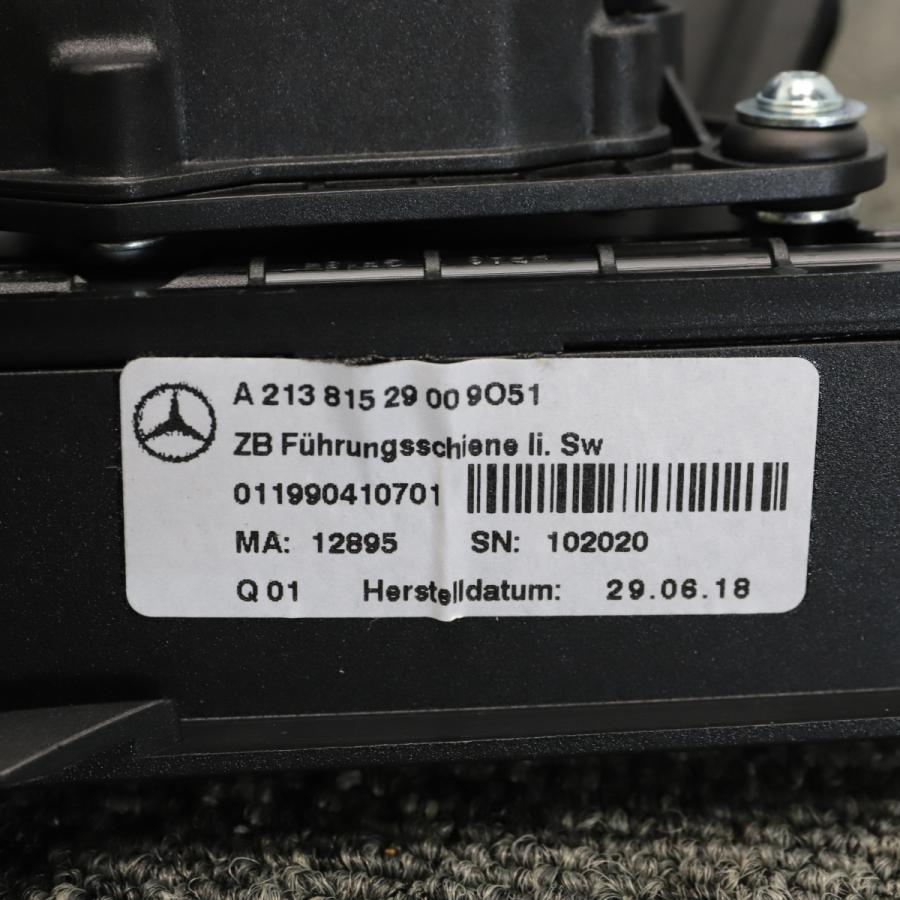 A 213 815 29 00 9O51
ZB Führungsschiene li. Sw
011990410701
MA: 12895 SN: 102020
Q 01 Herstelldatum: 29.06.18